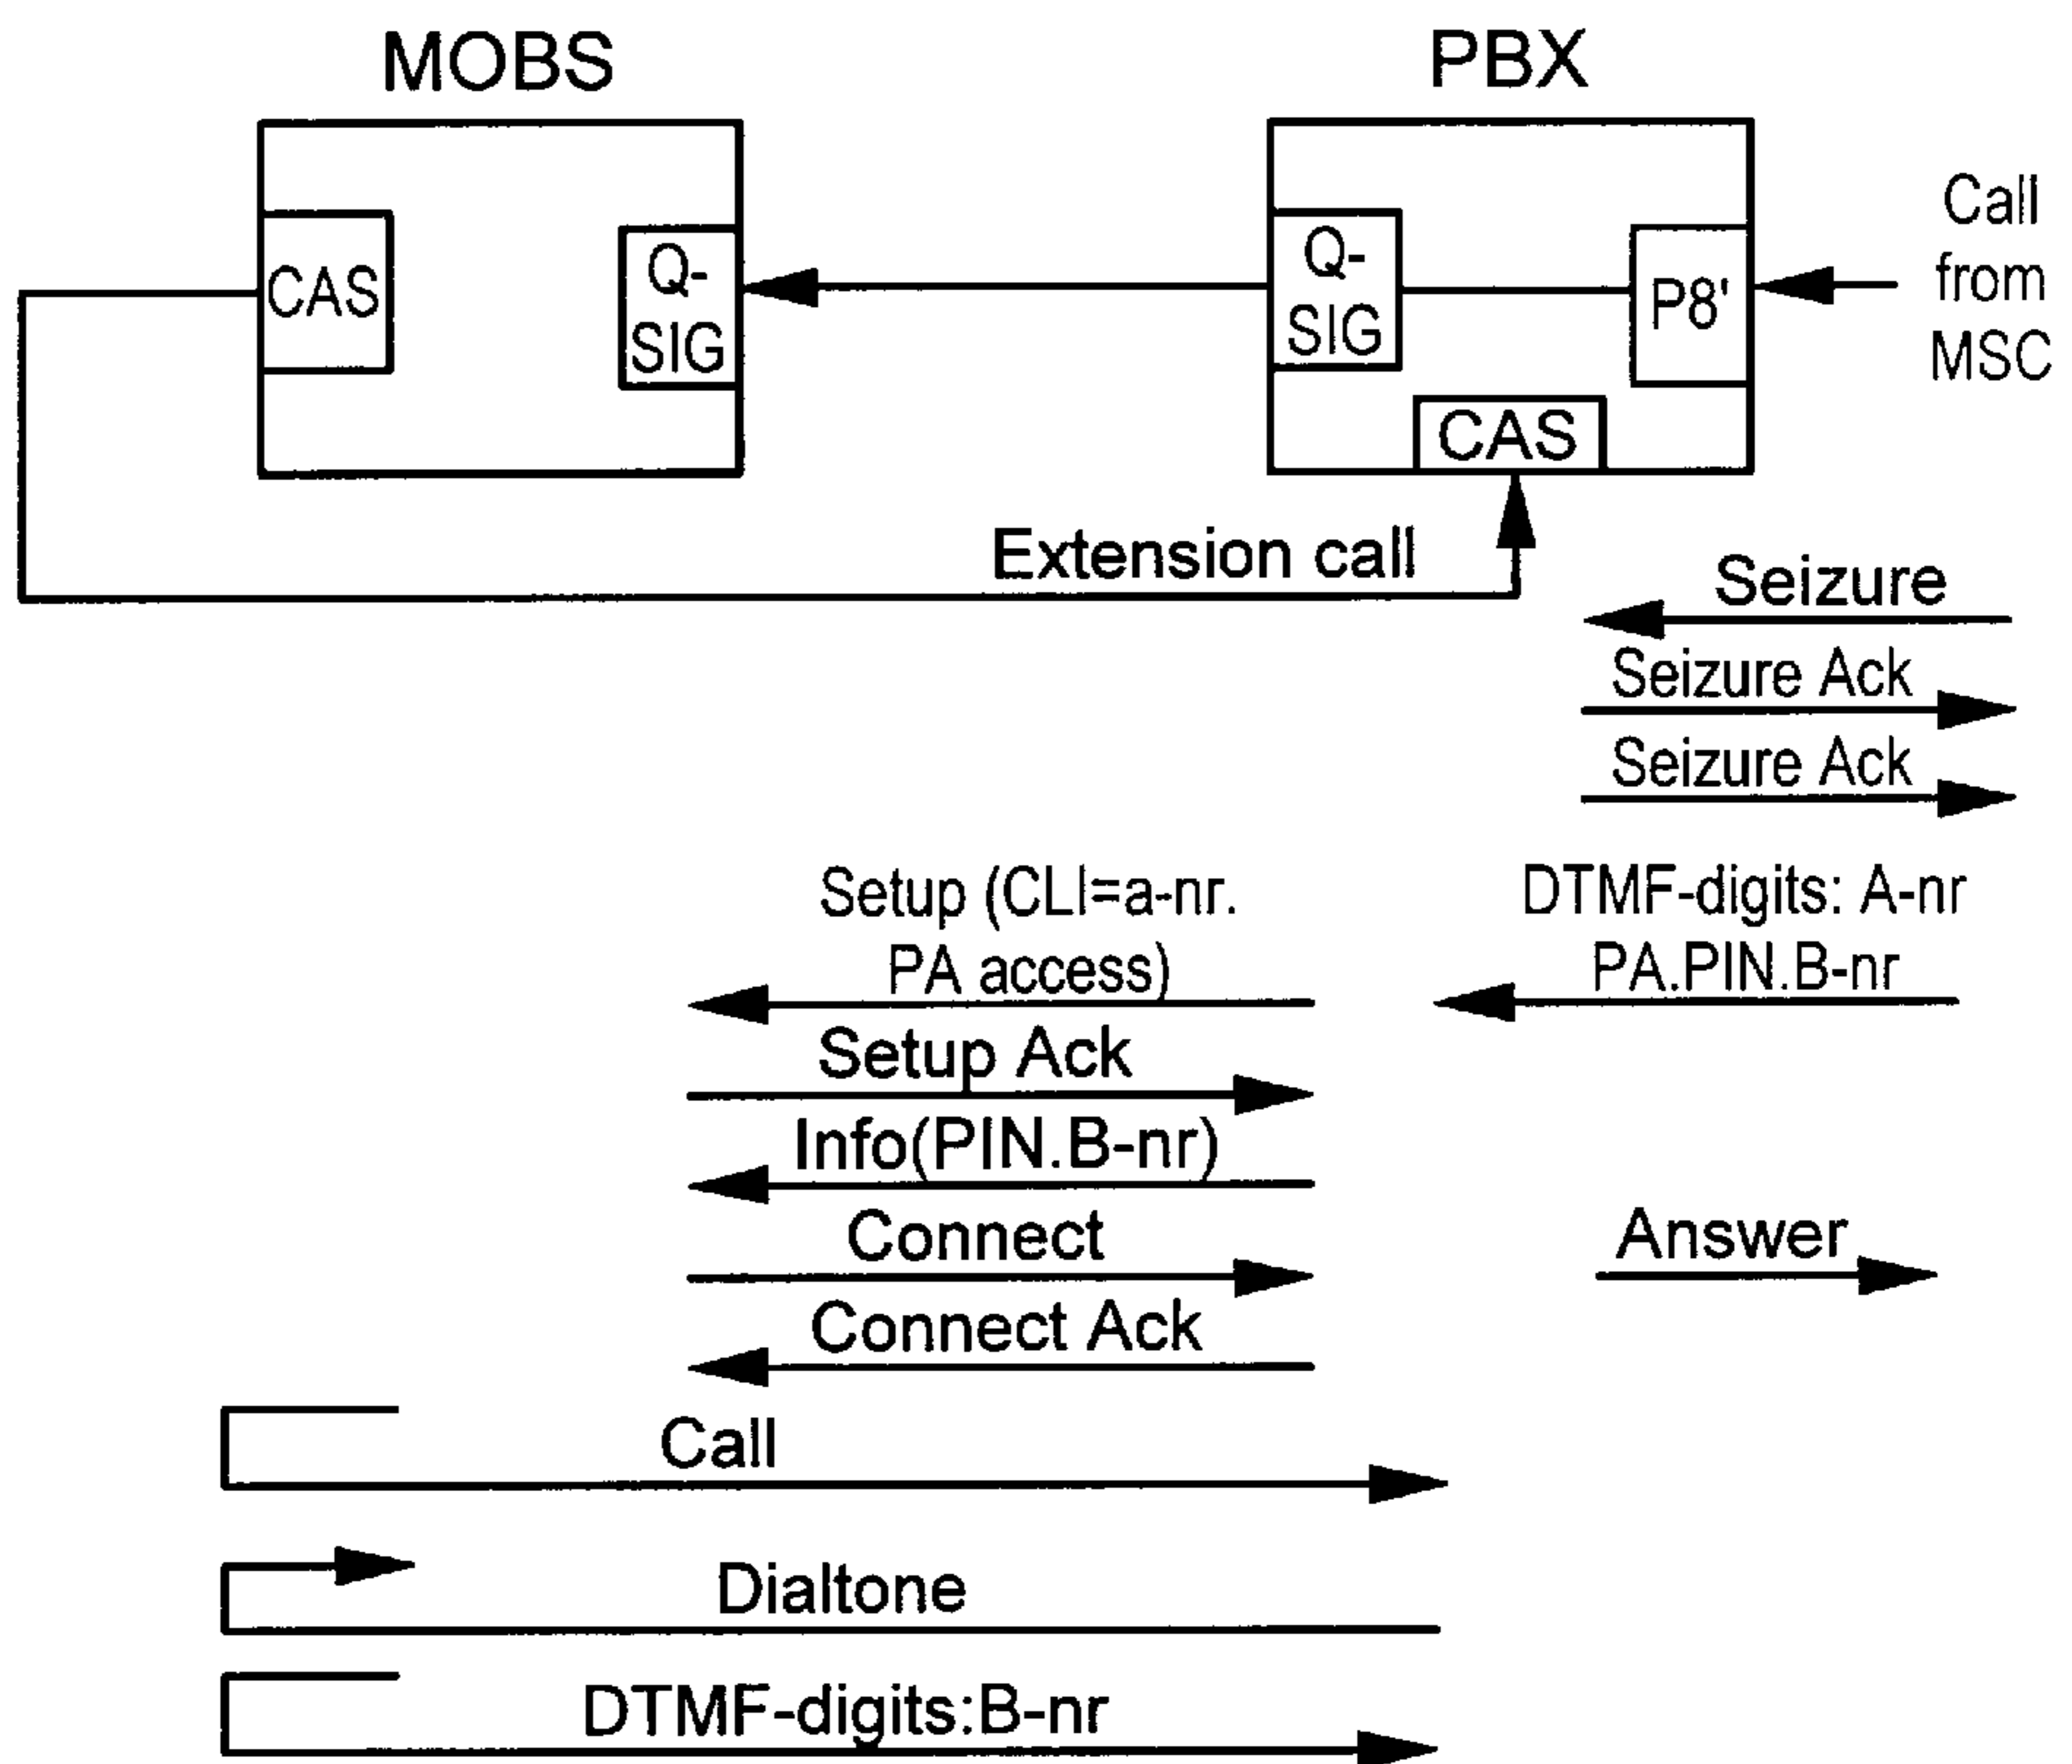 MOBS
PBX
Call
from
MSC
CAS
Q-
SIG
Q-
SIG
P8'
CAS
Extension call
Seizure
Seizure Ack
Seizure Ack
Setup (CLI=a-nr.
PA access)
DTMF-digits: A-nr
PA.PIN.B-nr
Setup Ack
Info(PIN.B-nr)
Connect
Answer
Connect Ack
Call
Dialtone
DTMF-digits:B-nr